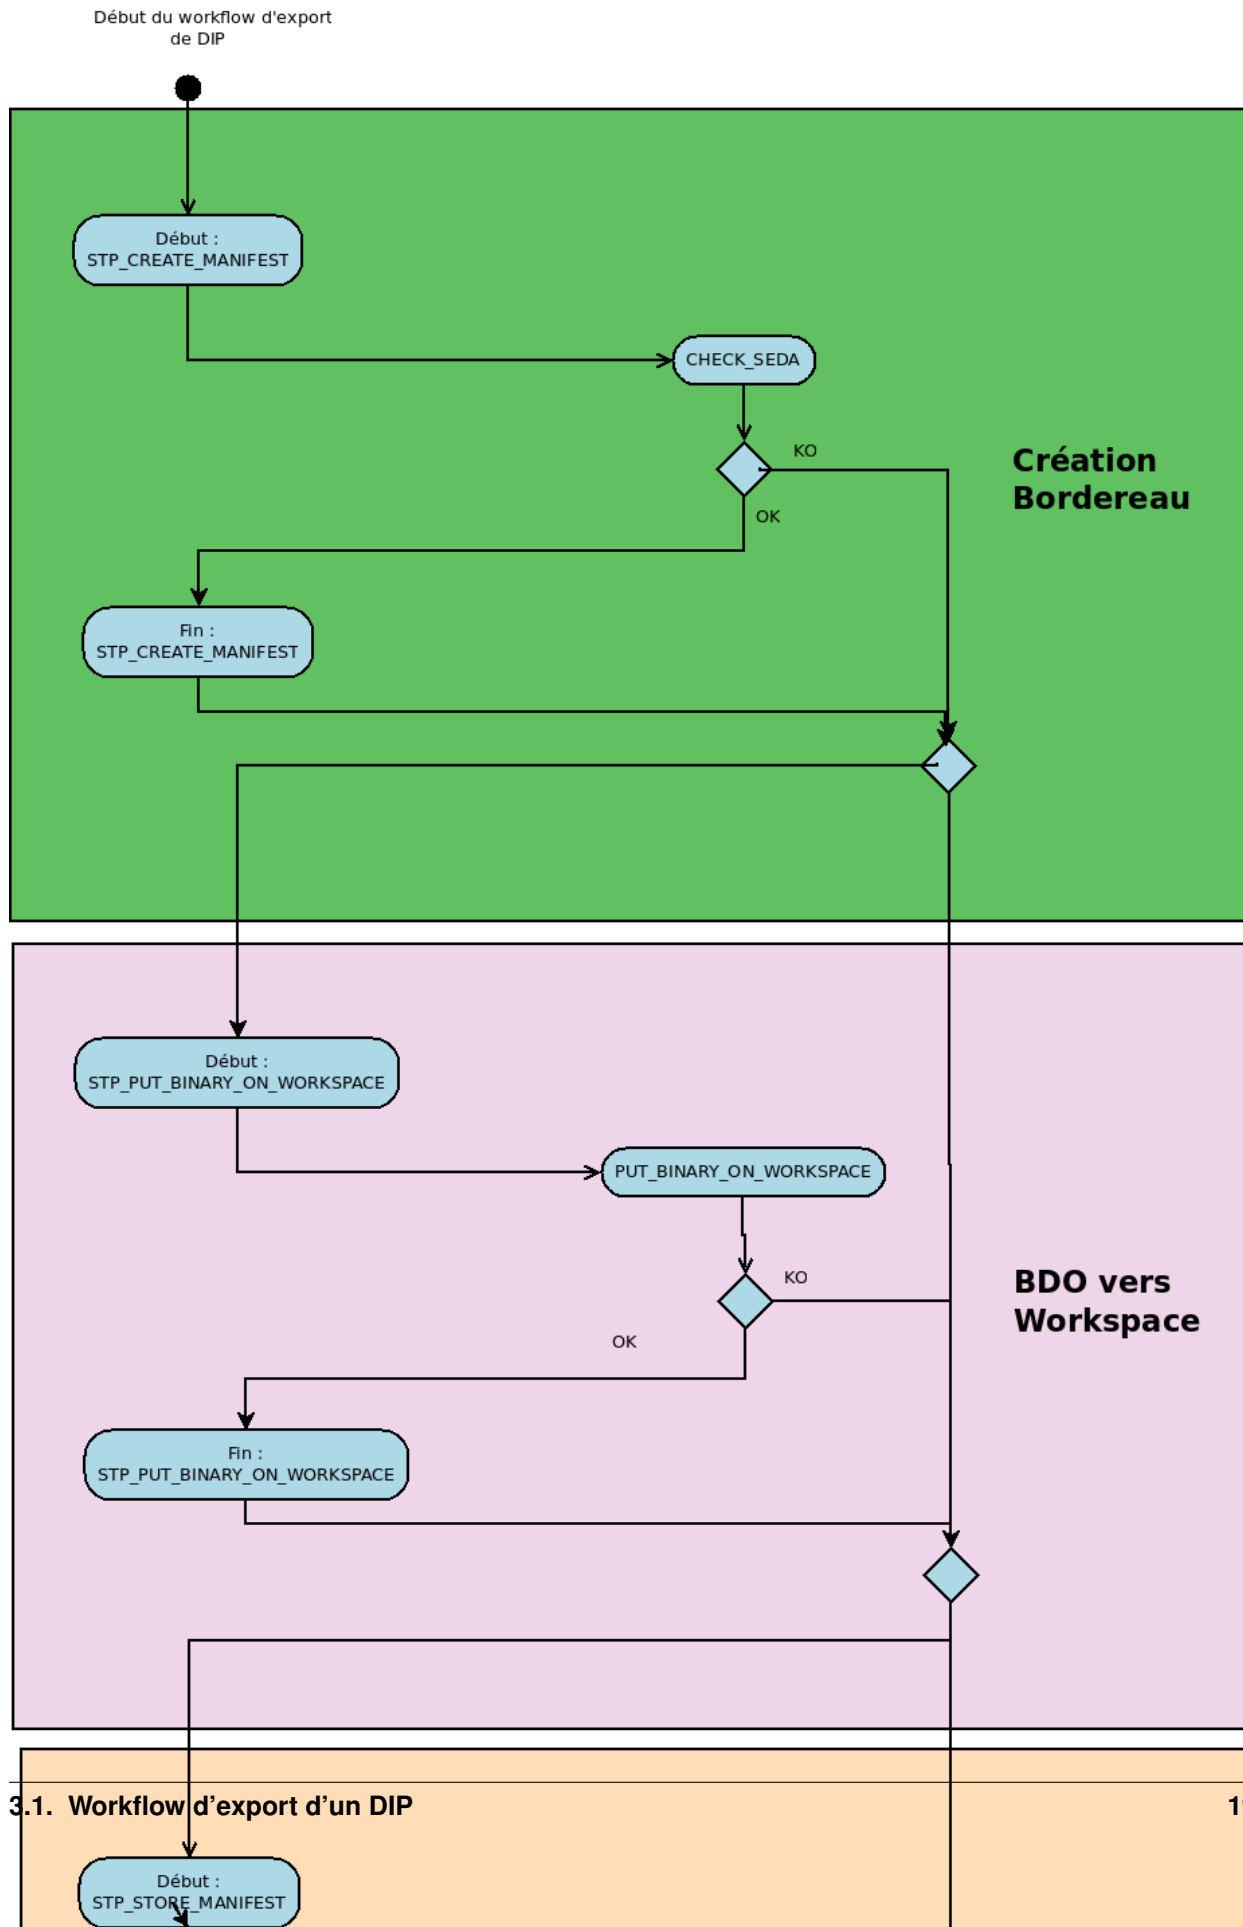 Début du workflow d'export
de DIP
Début :
STP_CREATE_MANIFEST
CHECK_SEDA
KO
Création
Bordereau
OK
Fin :
STP_CREATE_MANIFEST
Début :
STP_PUT_BINARY_ON_WORKSPACE
PUT_BINARY_ON_WORKSPACE
KO
BDO vers
Workspace
OK
Fin :
STP_PUT_BINARY_ON_WORKSPACE
3.1. Workflow d’export d’un DIP
Début :
STP_STORE_MANIFEST